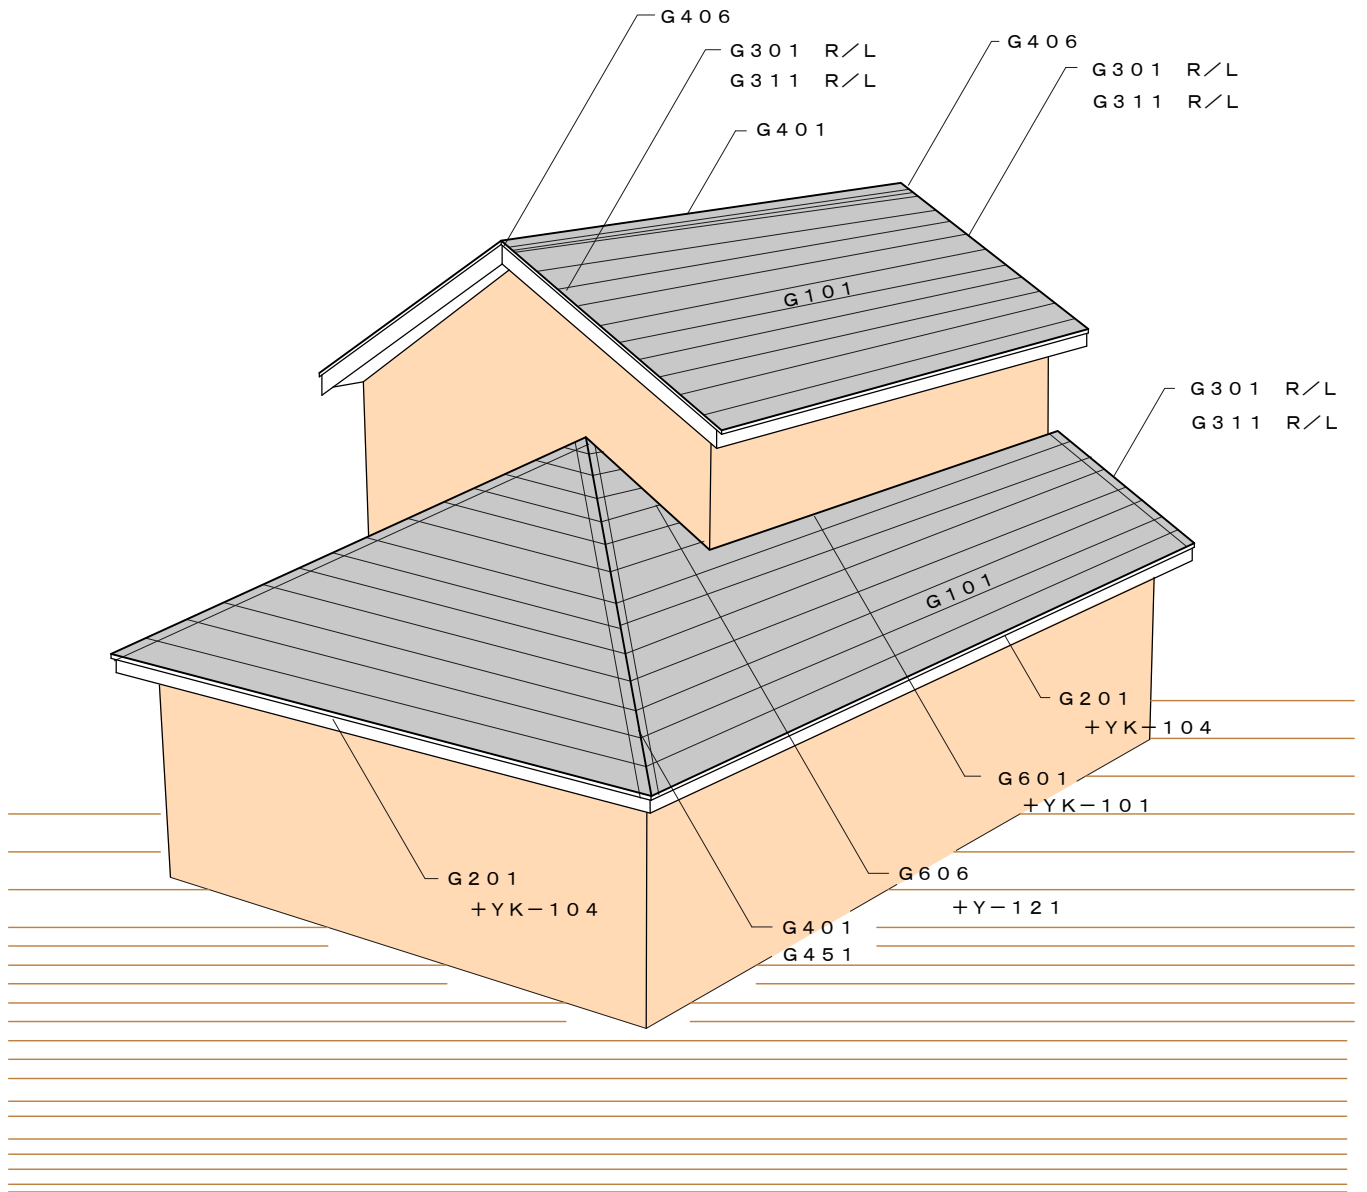 Ｇ４０６
Ｇ３０１　Ｒ／Ｌ
Ｇ３１１　Ｒ／Ｌ
Ｇ４０１
Ｇ４０６
Ｇ３０１　Ｒ／Ｌ
Ｇ３１１　Ｒ／Ｌ
Ｇ１０１
Ｇ３０１　Ｒ／Ｌ
Ｇ３１１　Ｒ／Ｌ
Ｇ１０１
Ｇ２０１
＋ＹＫ－１０４
Ｇ６０１
＋ＹＫ－１０１
Ｇ６０６
＋Ｙ－１２１
Ｇ２０１
＋ＹＫ－１０４
Ｇ４０１
Ｇ４５１